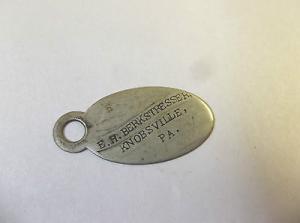 E.H. BERKSTRESSER,
KNOBSVILLE,
PA.